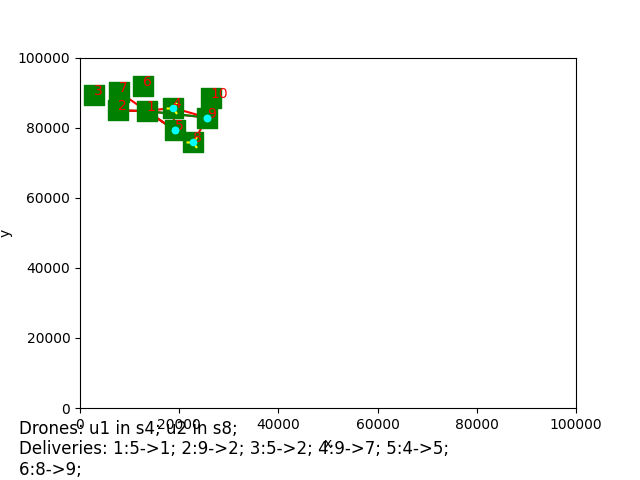 100000
80000
60000
40000
20000
0
0 20000 40000 60000 80000 100000
y
x
Drones: u1 in s4; u2 in s8;
Deliveries: 1:5->1; 2:9->2; 3:5->2; 4:9->7; 5:4->5;
6:8->9;